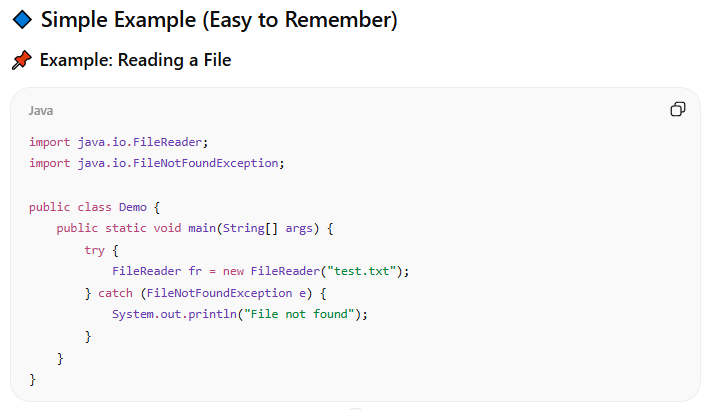 Simple Example (Easy to Remember)
Example: Reading a File
Java
import java.io.FileReader;
import java.io.FileNotFoundException;

public class Demo {
    public static void main(String[] args) {
        try {
            FileReader fr = new FileReader("test.txt");
        } catch (FileNotFoundException e) {
            System.out.println("File not found");
        }
    }
}